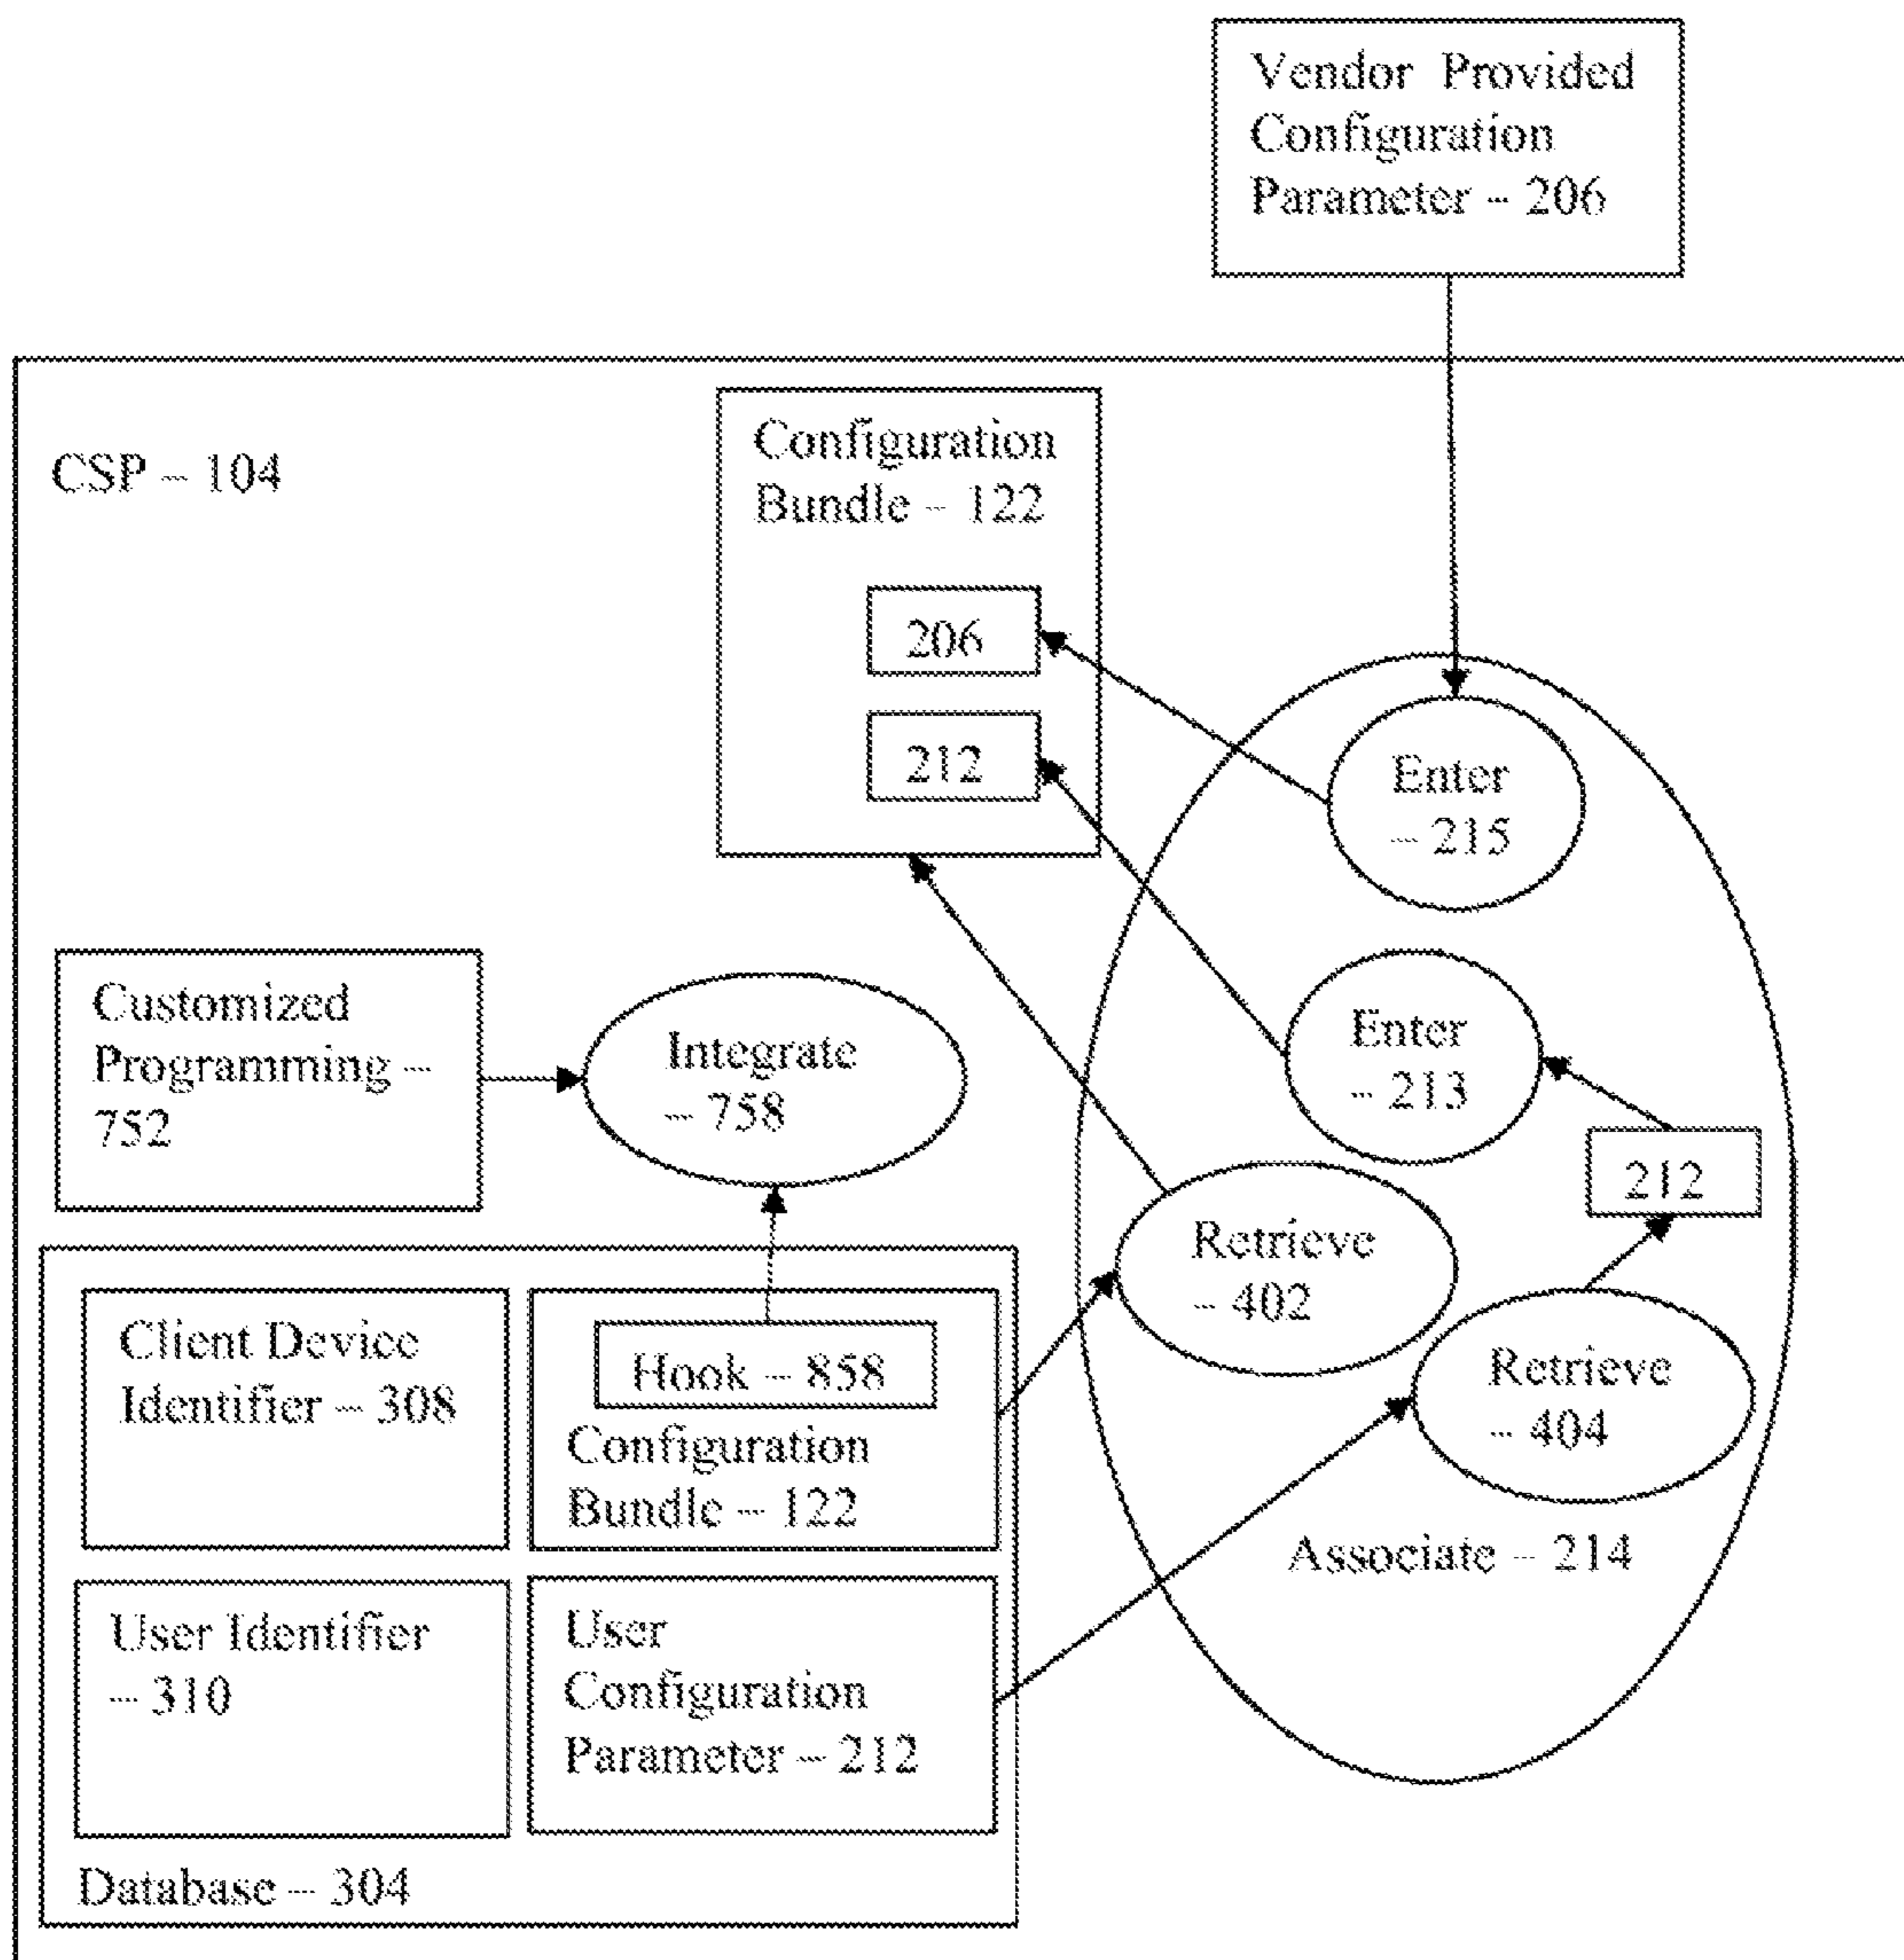 Vendor Provided
Configuration
Parameter – 206
CSP – 104
Configuration
Bundle – 122
206
212
Enter
– 215
Customized
Programming –
752
Integrate
– 758
Enter
– 213
212
Retrieve
– 402
Retrieve
– 404
Associate – 214
Client Device
Identifier – 308
Hook – 858
Configuration
Bundle – 122
User Identifier
– 310
User
Configuration
Parameter – 212
Database – 304